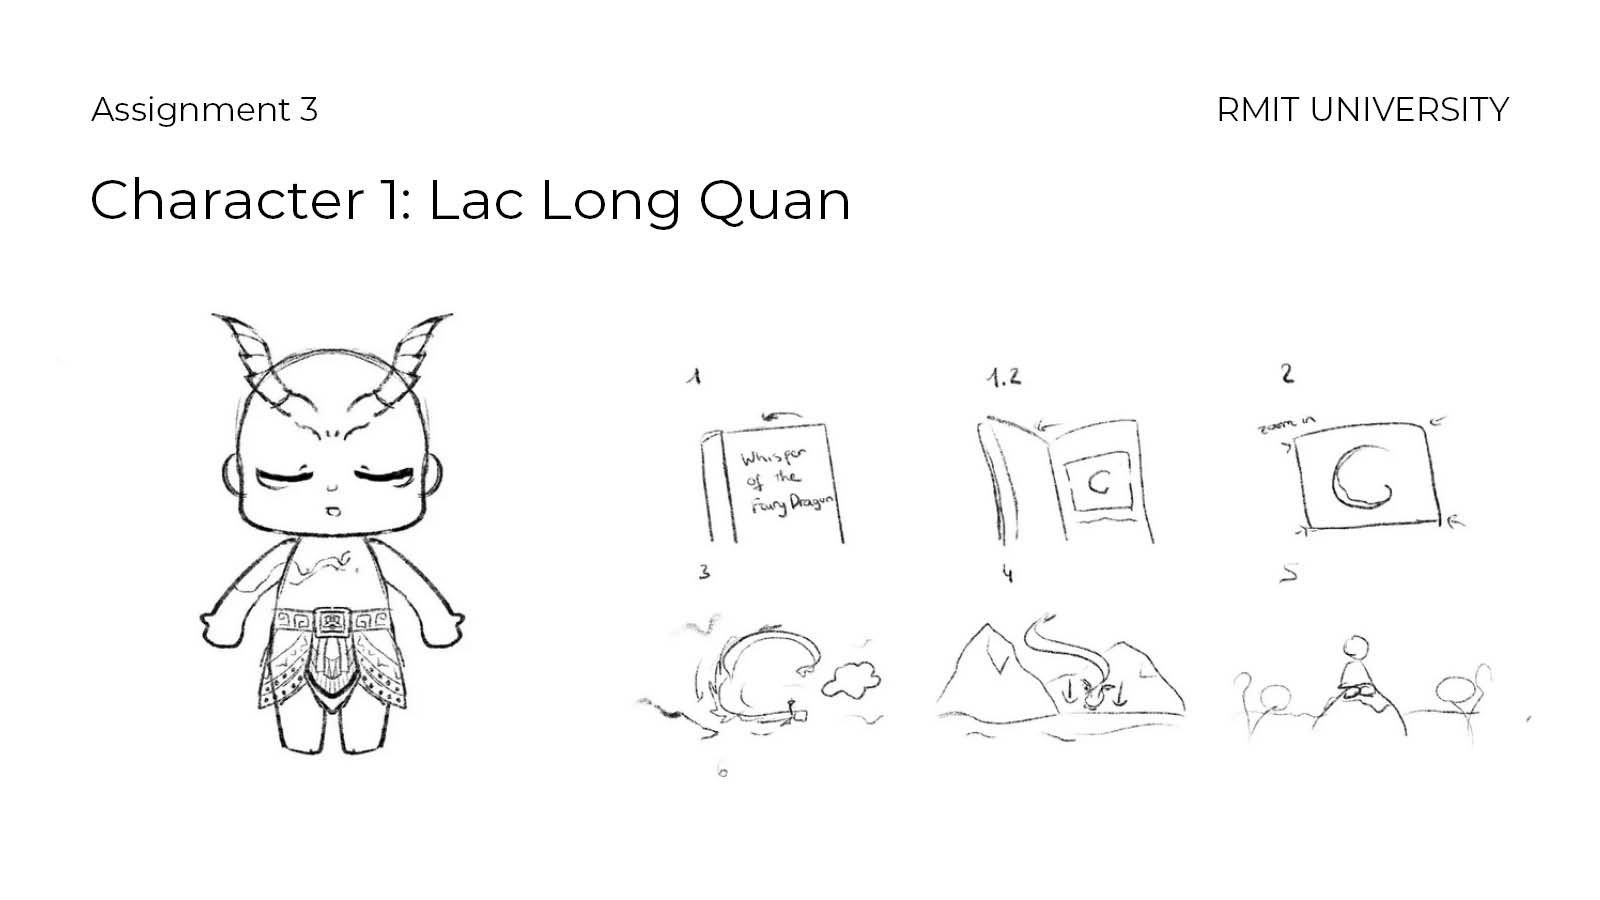 Assignment 3
RMIT UNIVERSITY
Character 1: Lac Long Quan
1
1.2
2
Whisper
of the
Fairy Dragon
C
zoom in
3
4
5
6